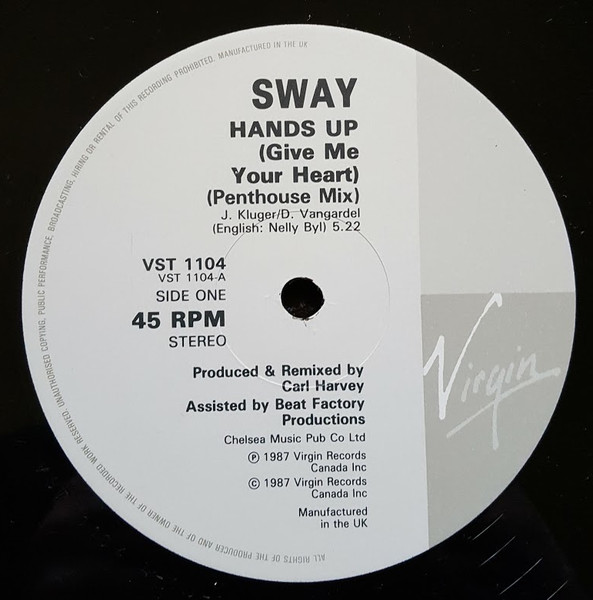 ALL RIGHTS OF THE PRODUCER AND OF THE OWNER OF THE RECORDED WORK RESERVED. UNAUTHORISED COPYING, PUBLIC PERFORMANCE, BROADCASTING, HIRING OR RENTAL OF THIS RECORDING PROHIBITED. MANUFACTURED IN THE UK
SWAY
HANDS UP
(Give Me
Your Heart)
(Penthouse Mix)
J. Kluger/D. Vangardel
(English: Nelly Byl) 5.22
VST 1104
VST 1104-A
SIDE ONE
45 RPM
STEREO
Virgin
Produced & Remixed by
Carl Harvey
Assisted by Beat Factory
Productions
Chelsea Music Pub Co Ltd
℗ 1987 Virgin Records
Canada Inc
© 1987 Virgin Records
Canada Inc
Manufactured
in the UK